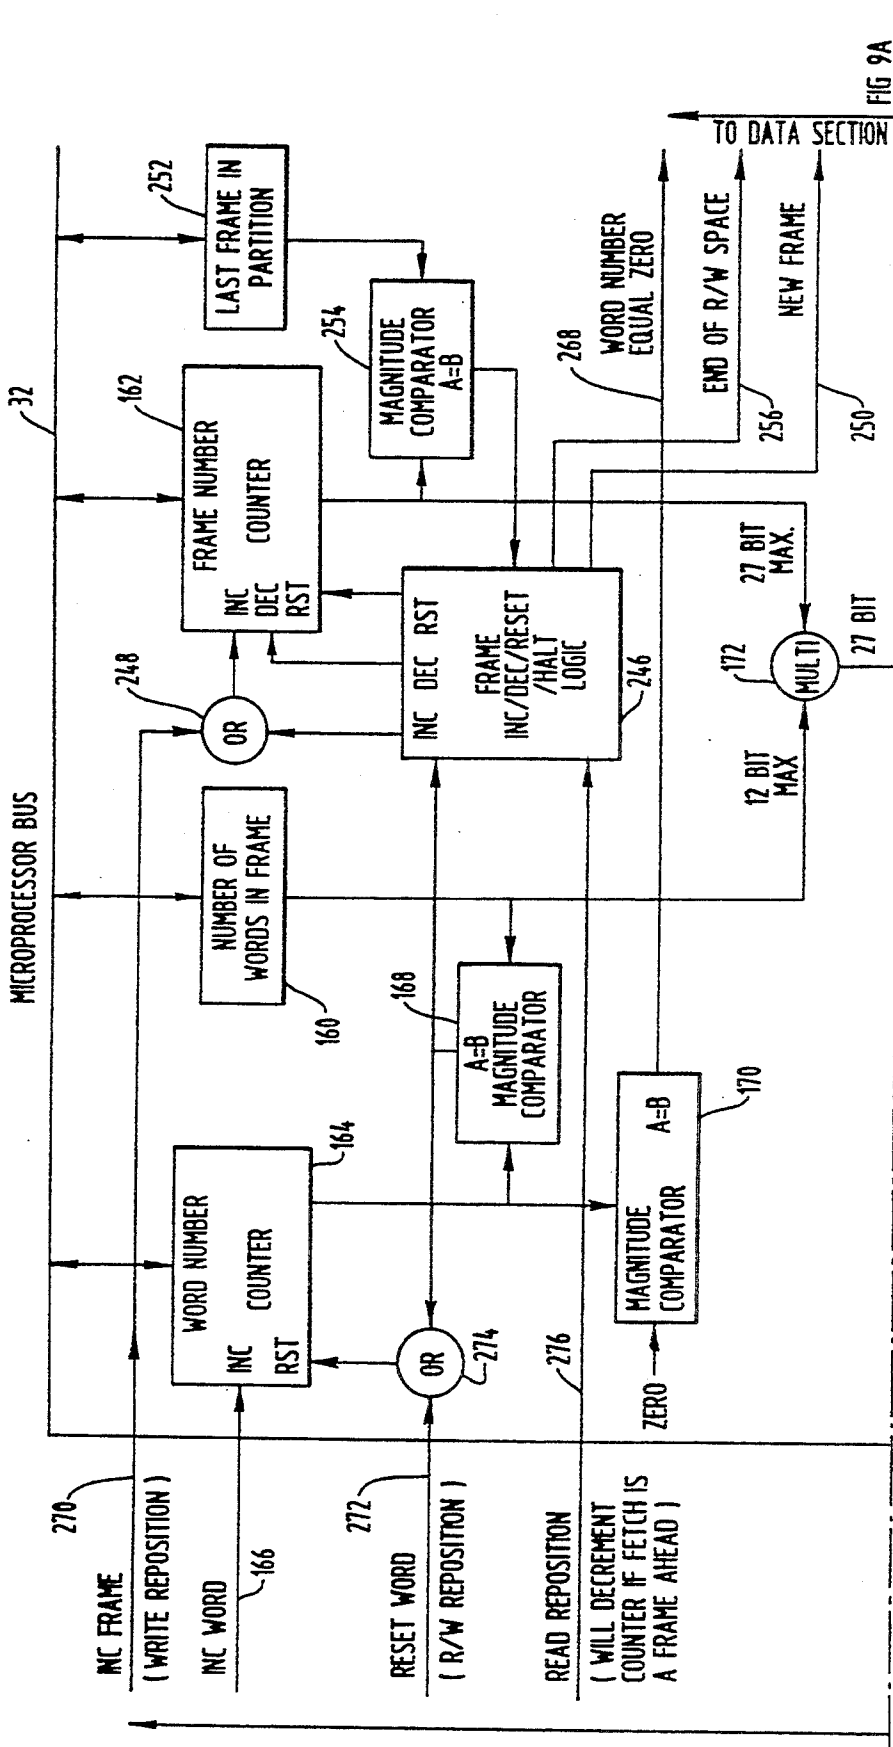 MICROPROCESSOR BUS
32
INC FRAME
( WRITE REPOSITION )
270
INC WORD
166
RESET WORD
( R/W REPOSITION )
272
READ REPOSITION
( WILL DECREMENT
COUNTER IF FETCH IS
A FRAME AHEAD )
276
WORD NUMBER
COUNTER
INC
RST
164
OR
274
ZERO
MAGNITUDE
COMPARATOR
A=B
170
NUMBER OF
WORDS IN FRAME
160
A=B
MAGNITUDE
COMPARATOR
168
OR
248
FRAME NUMBER
COUNTER
INC
DEC
RST
162
INC DEC RST
FRAME
INC/DEC/RESET
/HALT
LOGIC
246
LAST FRAME IN
PARTITION
252
MAGNITUDE
COMPARATOR
A=B
254
12 BIT
MAX
MULTI
172
27 BIT
MAX.
27 BIT
WORD NUMBER
EQUAL ZERO
268
END OF R/W SPACE
256
NEW FRAME
250
TO DATA SECTION
FIG 9A